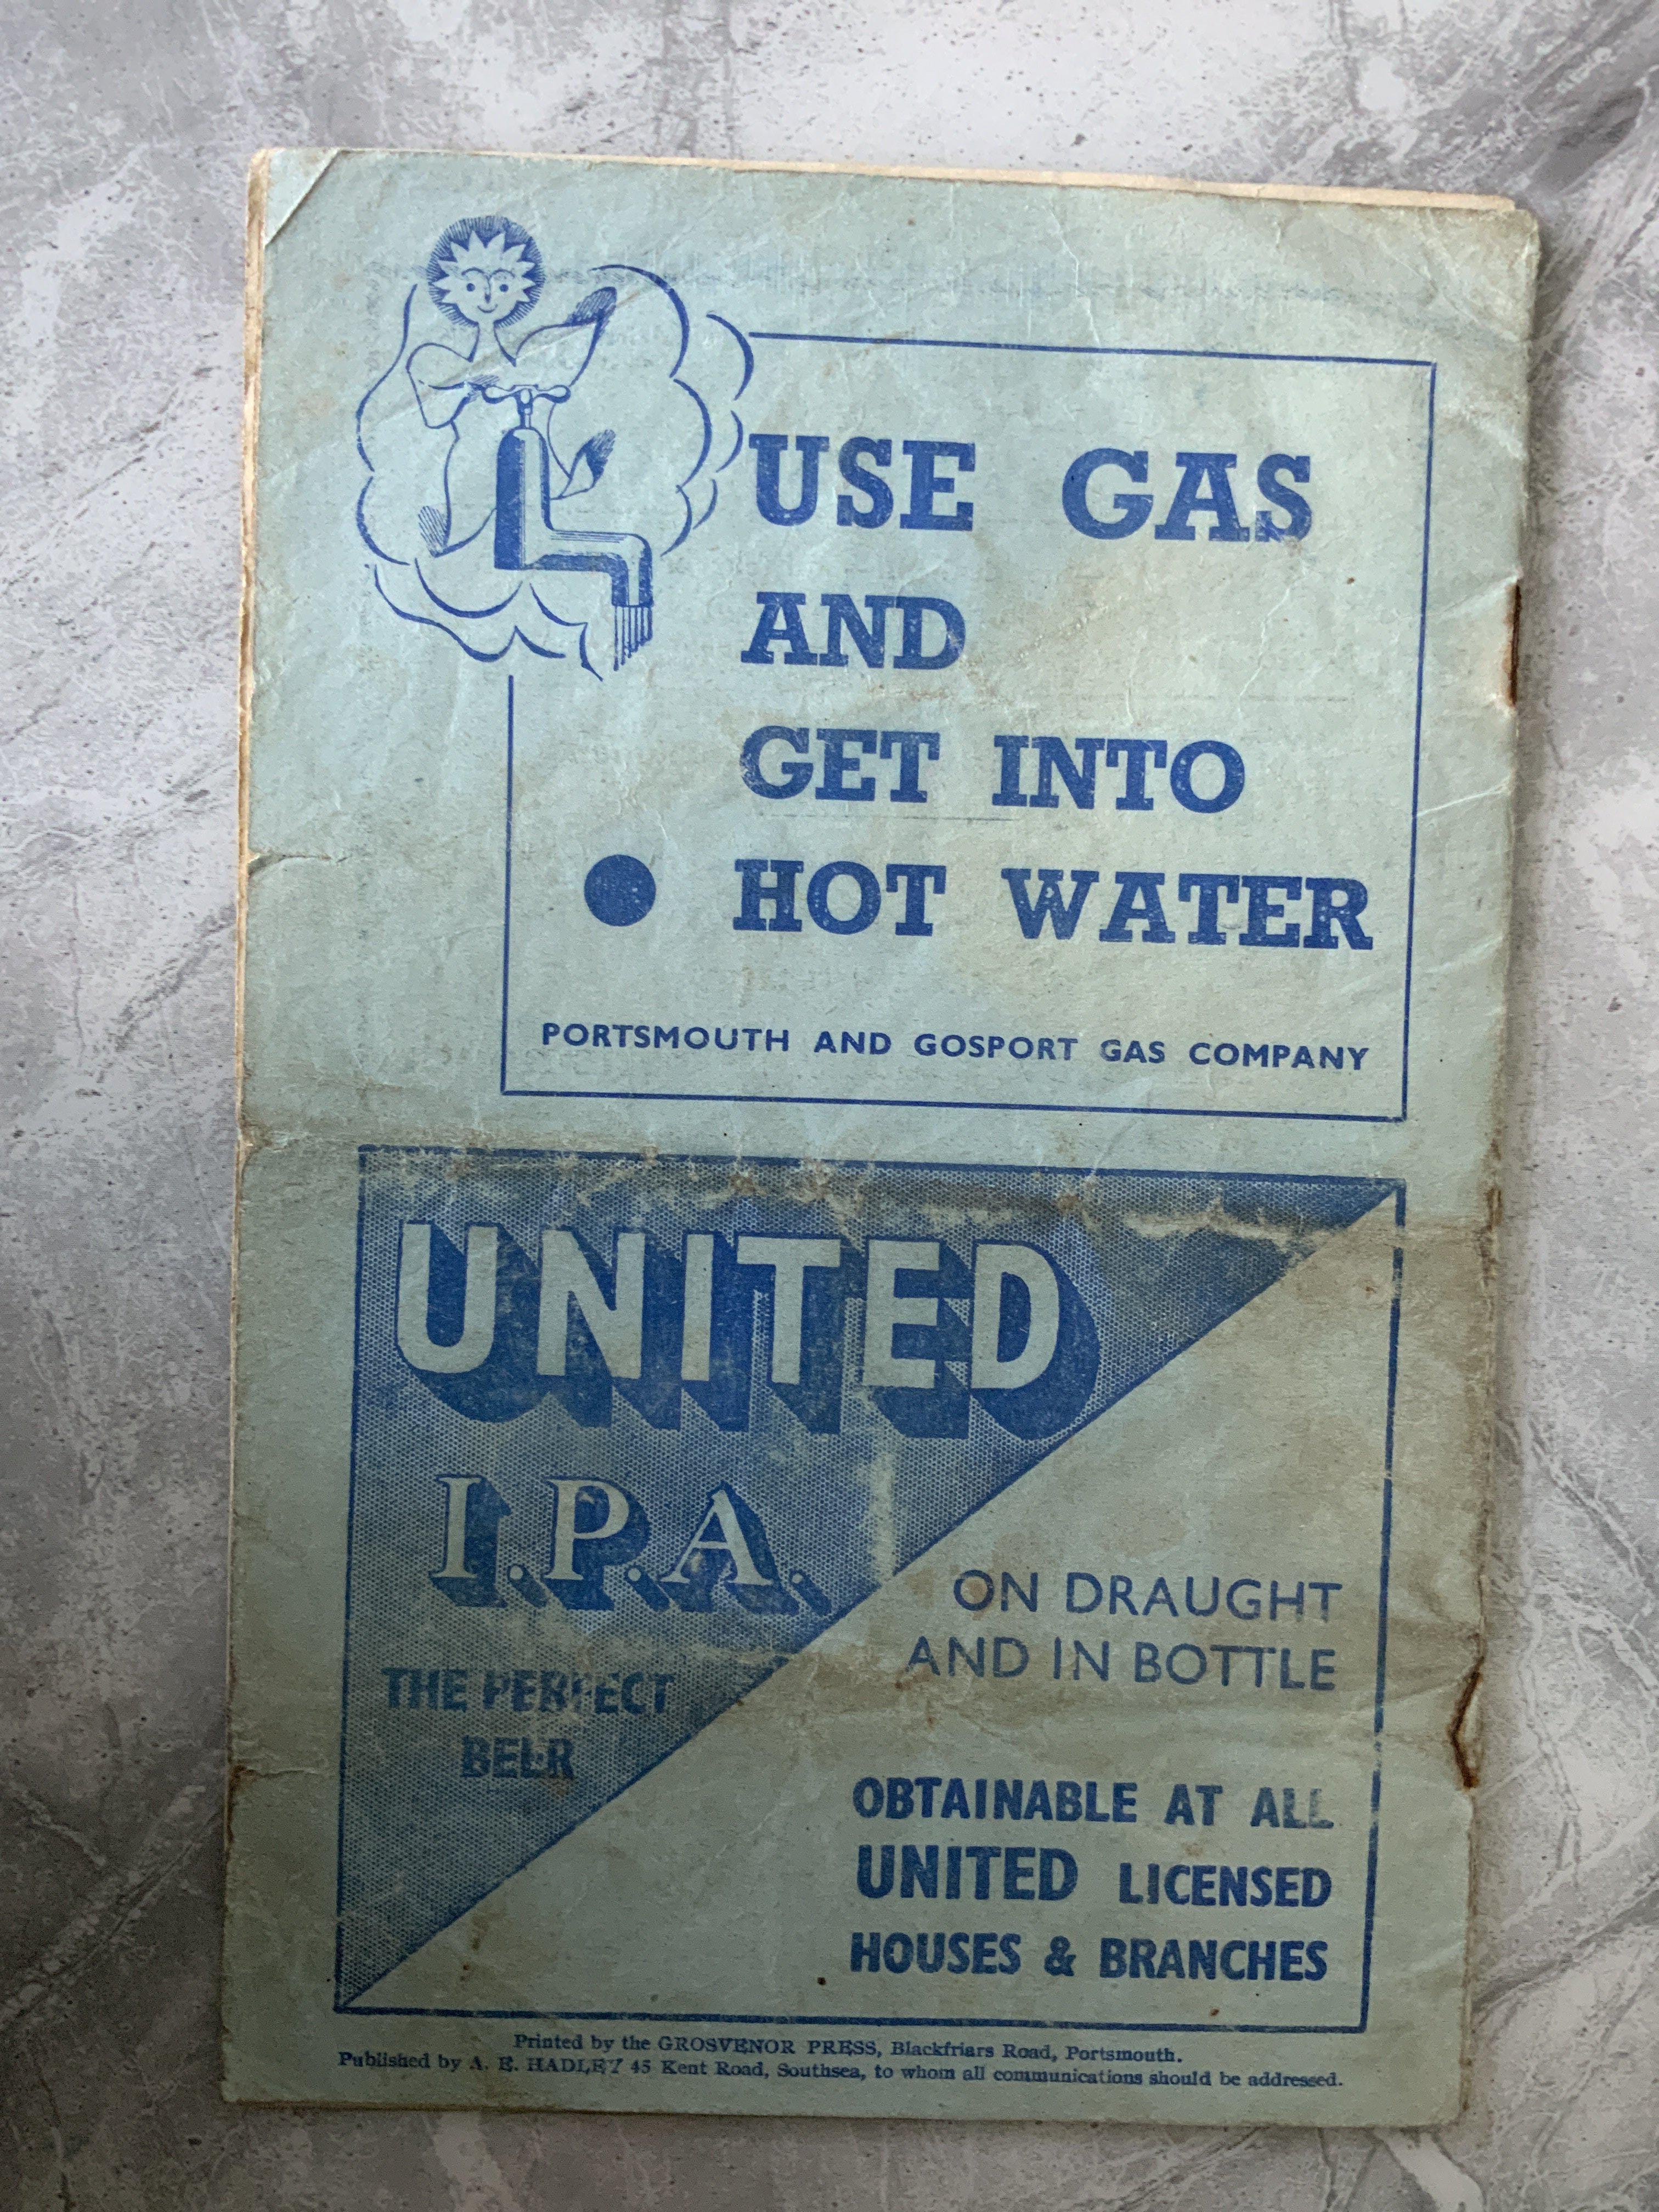 USE GAS
AND
GET INTO
● HOT WATER
PORTSMOUTH AND GOSPORT GAS COMPANY
UNITED
I.P.A.
THE PERFECT
BEER
ON DRAUGHT
AND IN BOTTLE
OBTAINABLE AT ALL
UNITED LICENSED
HOUSES & BRANCHES
Printed by the GROSVENOR PRESS, Blackfriars Road, Portsmouth.
Published by A. E. HADLEY 45 Kent Road, Southsea, to whom all communications should be addressed.